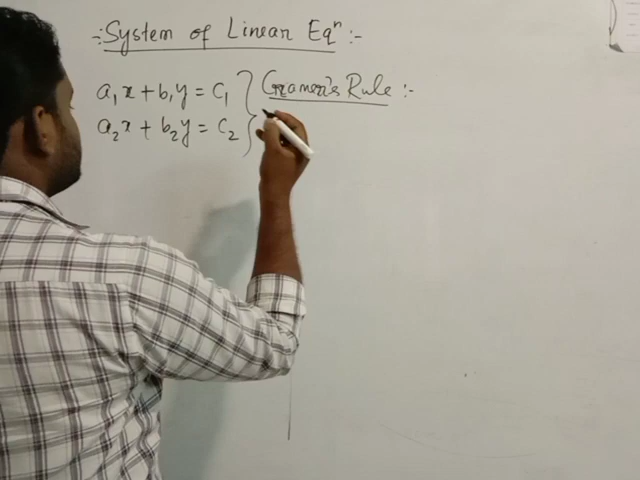 :- System of Linear Eqⁿ :-
a₁x + b₁y = c₁ } Cramer's Rule :-
a₂x + b₂y = c₂